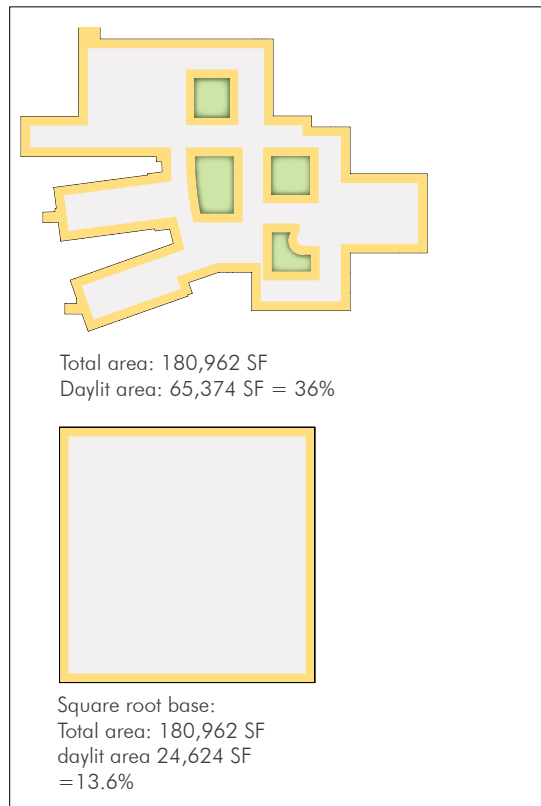 Total area: 180,962 SF
Daylit area: 65,374 SF = 36%
Square root base:
Total area: 180,962 SF
daylit area 24,624 SF
=13.6%